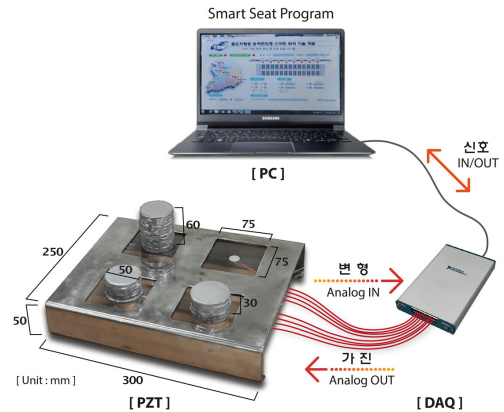 Smart Seat Program
SAMSUNG
[ PC ]
신호
IN/OUT
60
75
75
250
50
30
변 형
Analog IN
50
가 진
Analog OUT
300
[ Unit : mm ]
[ PZT ]
[ DAQ ]